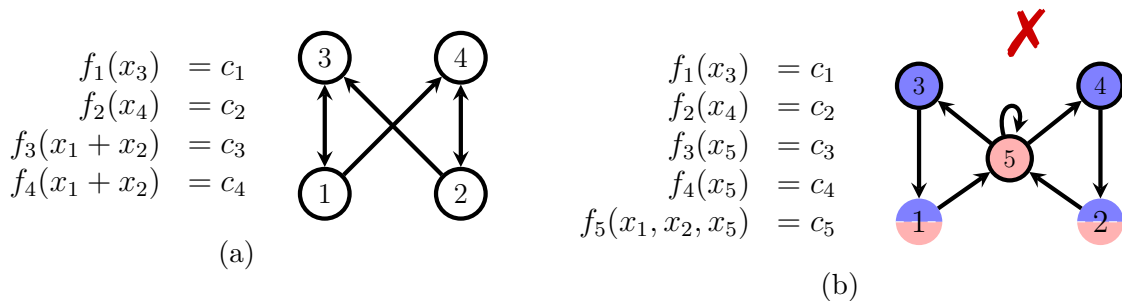 f₁(x₃) = c₁
f₂(x₄) = c₂
f₃(x₁ + x₂) = c₃
f₄(x₁ + x₂) = c₄
3 4
1 2
(a)
f₁(x₃) = c₁
f₂(x₄) = c₂
f₃(x₅) = c₃
f₄(x₅) = c₄
f₅(x₁, x₂, x₅) = c₅
✗
3 4
5
1 2
(b)